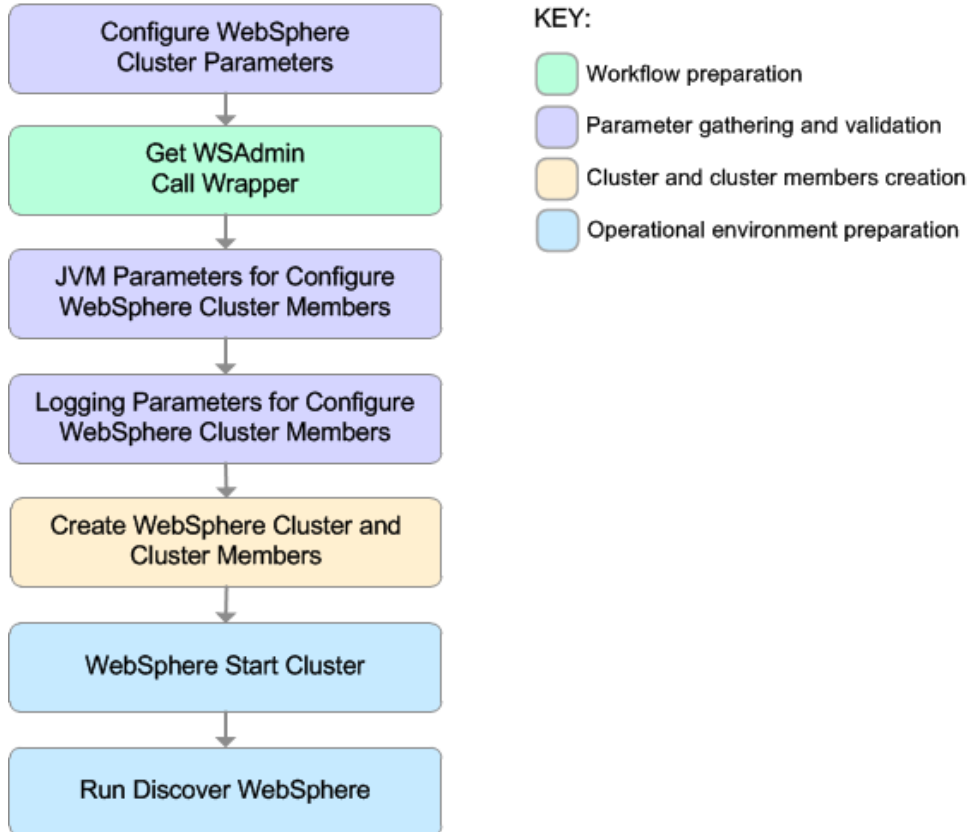 Configure WebSphere
Cluster Parameters
Get WSAdmin
Call Wrapper
JVM Parameters for Configure
WebSphere Cluster Members
Logging Parameters for Configure
WebSphere Cluster Members
Create WebSphere Cluster and
Cluster Members
WebSphere Start Cluster
Run Discover WebSphere
KEY:
Workflow preparation
Parameter gathering and validation
Cluster and cluster members creation
Operational environment preparation